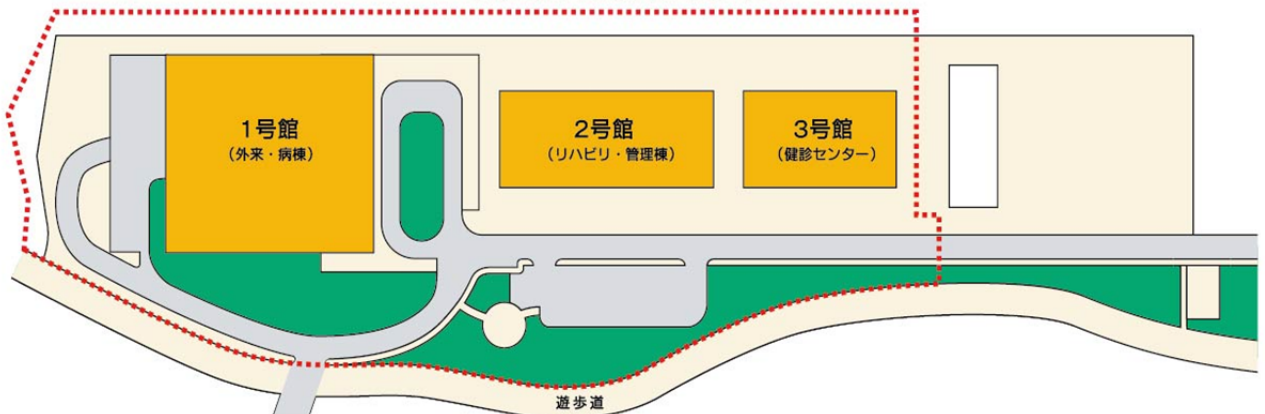 1号館
(外来・病棟)
2号館
(リハビリ・管理棟)
3号館
(健診センター)
遊歩道